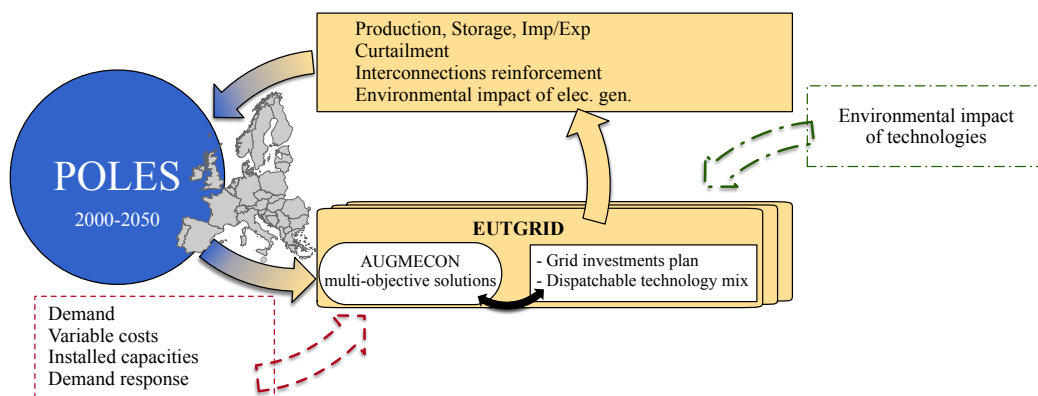 Production, Storage, Imp/Exp
Curtailment
Interconnections reinforcement
Environmental impact of elec. gen.
Environmental impact
of technologies
POLES
2000-2050
EUTGRID
AUGMECON
multi-objective solutions
- Grid investments plan
- Dispatchable technology mix
Demand
Variable costs
Installed capacities
Demand response